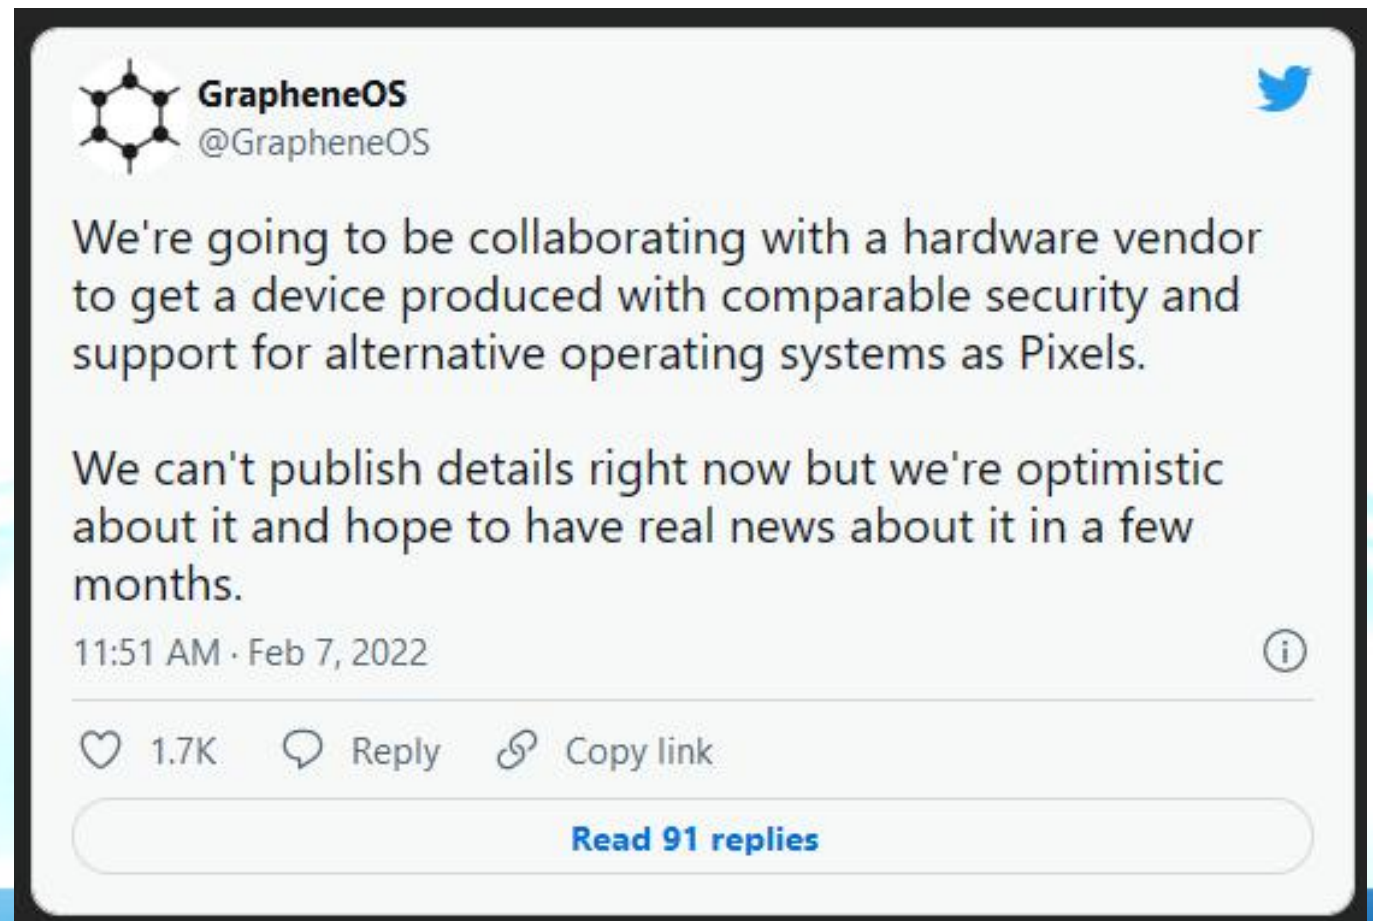 GrapheneOS
@GrapheneOS
We're going to be collaborating with a hardware vendor
to get a device produced with comparable security and
support for alternative operating systems as Pixels.
We can't publish details right now but we're optimistic
about it and hope to have real news about it in a few
months.
11:51 AM · Feb 7, 2022
1.7K Reply Copy link
Read 91 replies